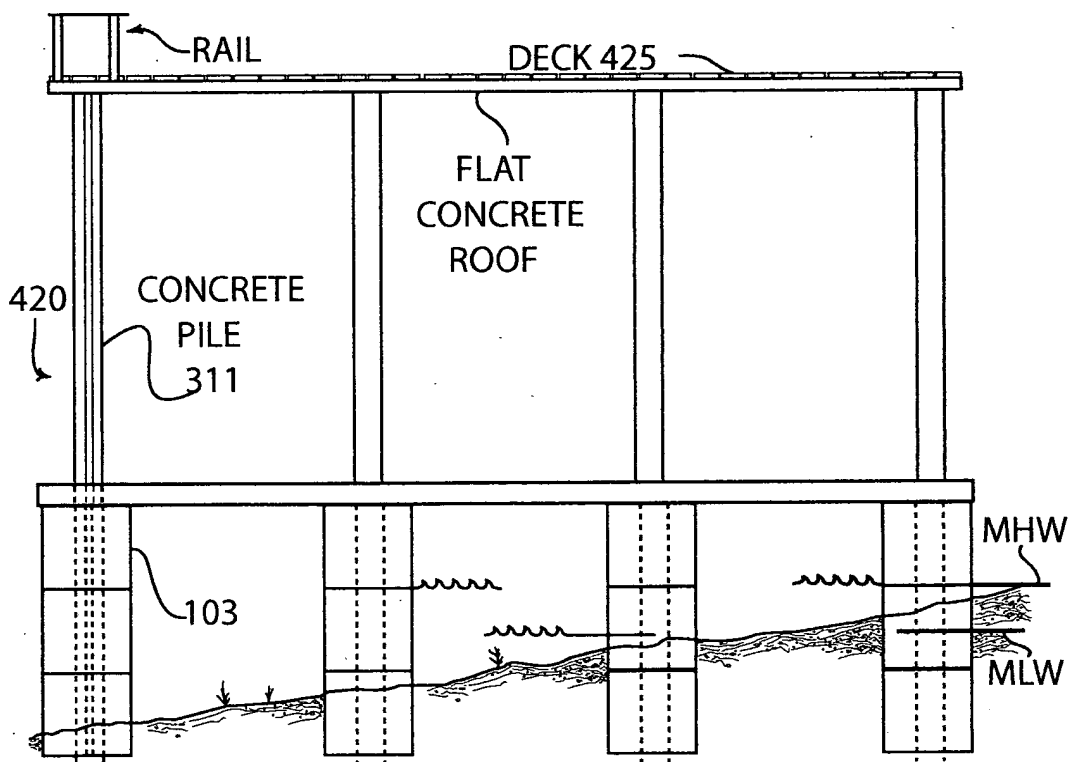 RAIL
DECK 425
FLAT
CONCRETE
ROOF
420
CONCRETE
PILE
311
MHW
103
MLW